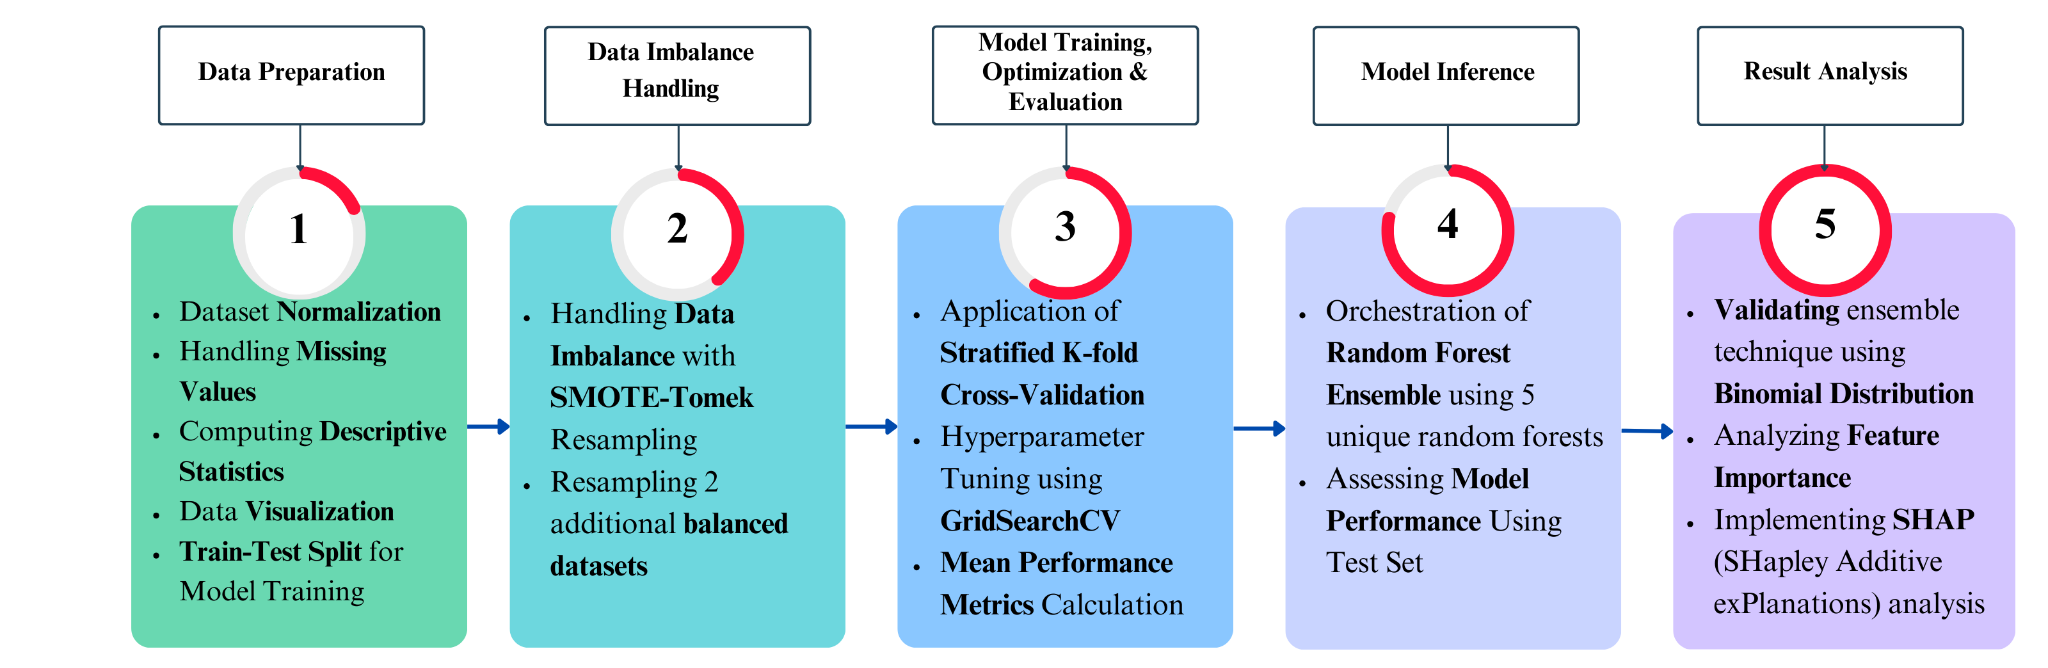 Data Preparation
Data Imbalance
Handling
Model Training,
Optimization &
Evaluation
Model Inference
Result Analysis
1
• Dataset Normalization
• Handling Missing
Values
• Computing Descriptive
Statistics
• Data Visualization
• Train-Test Split for
Model Training
2
• Handling Data
Imbalance with
SMOTE-Tomek
Resampling
• Resampling 2
additional balanced
datasets
3
• Application of
Stratified K-fold
Cross-Validation
• Hyperparameter
Tuning using
GridSearchCV
• Mean Performance
Metrics Calculation
4
• Orchestration of
Random Forest
Ensemble using 5
unique random forests
• Assessing Model
Performance Using
Test Set
5
• Validating ensemble
technique using
Binomial Distribution
• Analyzing Feature
Importance
• Implementing SHAP
(SHapley Additive
exPlanations) analysis